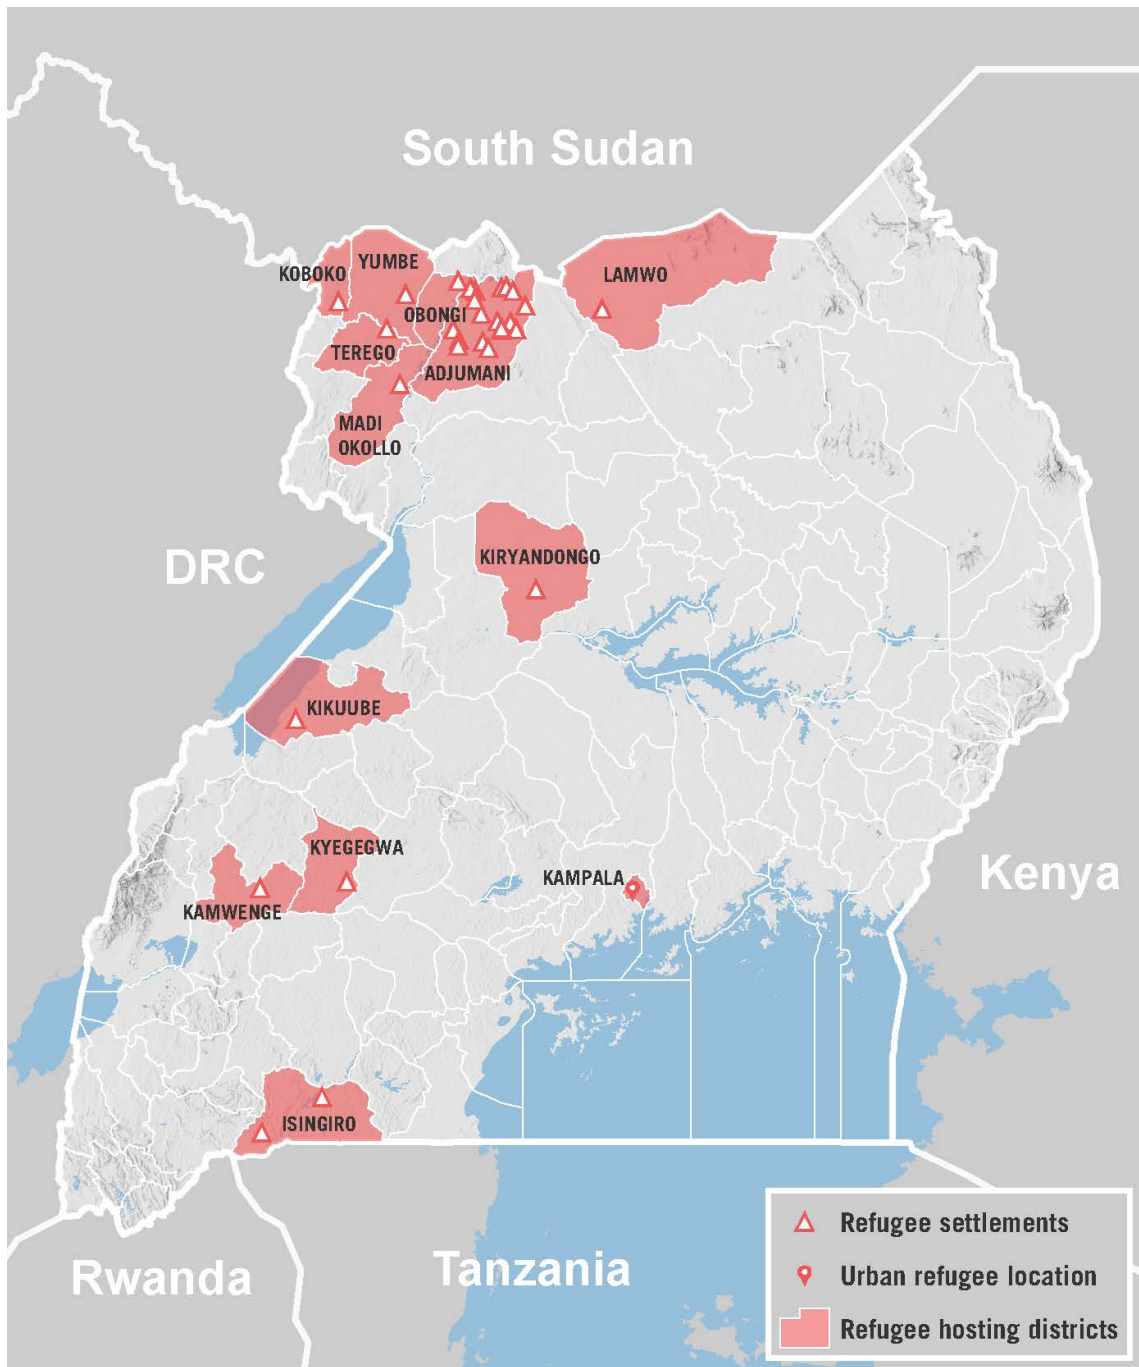 South Sudan
KOBOKO
YUMBE
LAMWO
OBONGI
TEREGO
ADJUMANI
MADI
OKOLLO
DRC
KIRYANDONGO
KIKUUBE
KYEGEGWA
KAMPALA
Kenya
KAMWENGE
ISINGIRO
Rwanda
Tanzania
Refugee settlements
Urban refugee location
Refugee hosting districts